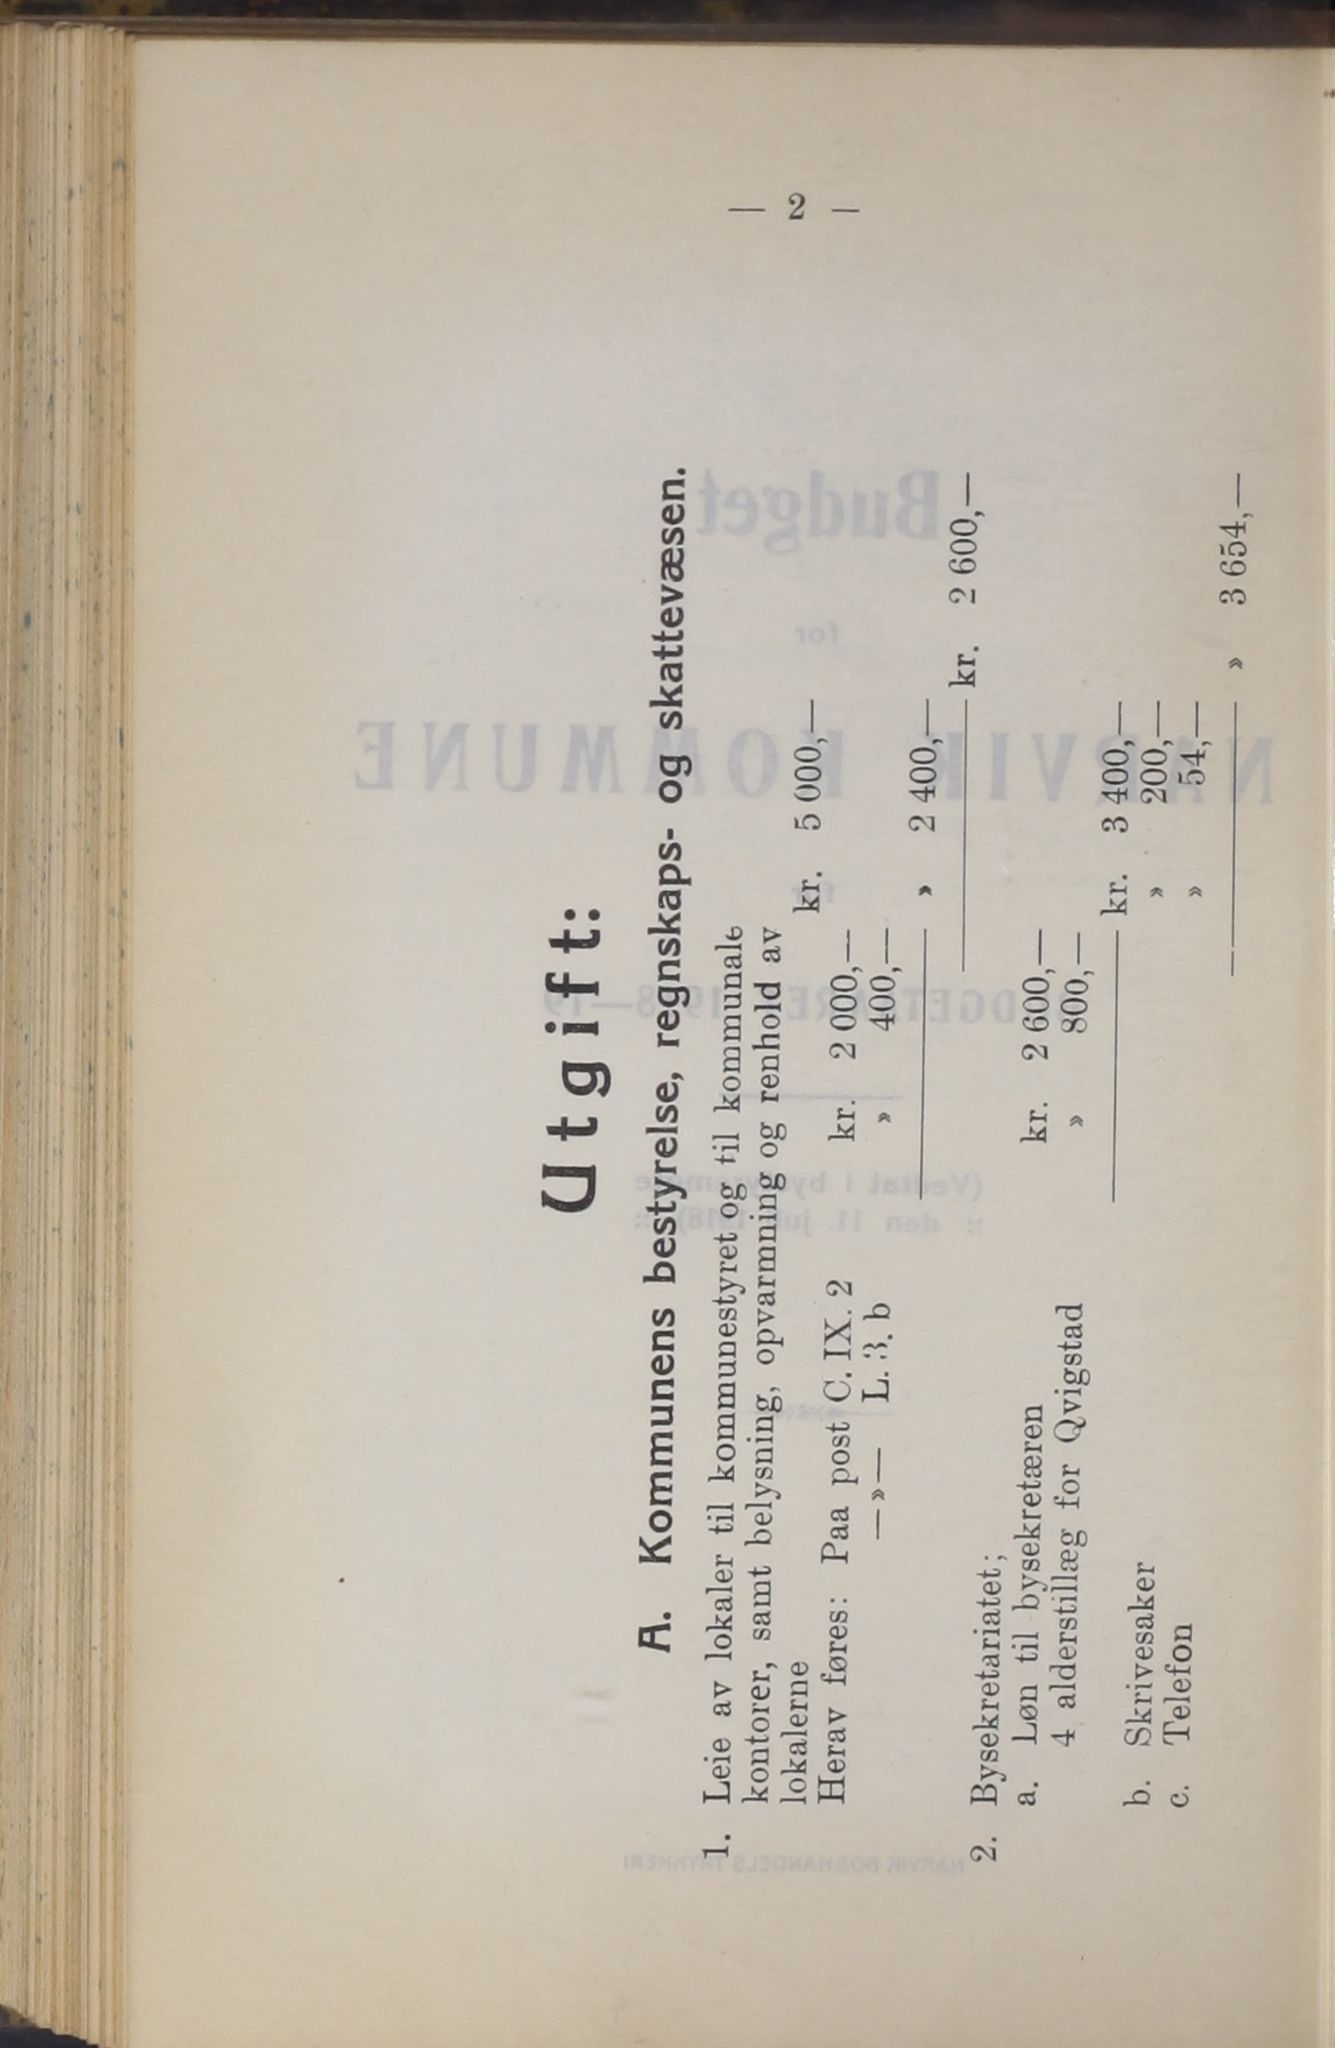 — 2 —
Utgift:
A. Kommunens bestyrelse, regnskaps- og skattevæsen.
1. Leie av lokaler til kommunestyret og til kommunale
kontorer, samt belysning, opvarmning og renhold av
lokalerne kr. 5 000,—
Herav føres: Paa post C. IX. 2 kr. 2 000,—
—»— L. 3. b » 400,—
» 2 400,—
kr. 2 600,—
2. Bysekretariatet;
a. Løn til bysekretæren kr. 2 600,—
4 alderstillæg for Qvigstad » 800,—
kr. 3 400,—
b. Skrivesaker » 200,—
c. Telefon » 54,—
» 3 654,—